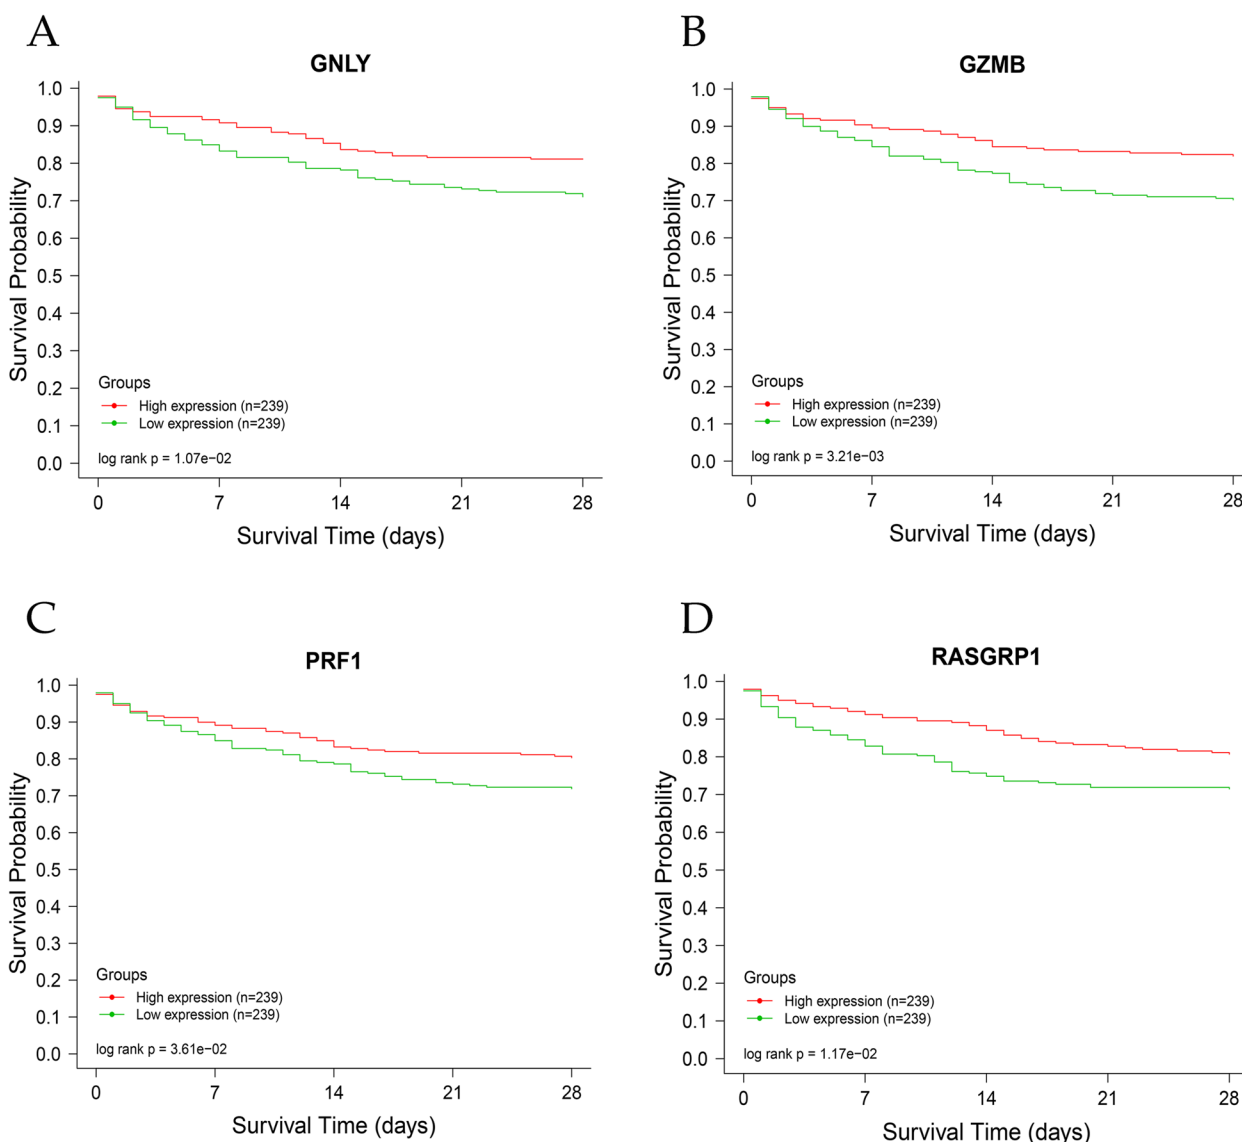 A
GNLY
1.0
0.9
0.8
0.7
0.6
0.5
0.4
0.3
0.2
0.1
0.0
Survival Probability
Groups
High expression (n=239)
Low expression (n=239)
log rank p = 1.07e−02
0 7 14 21 28
Survival Time (days)
B
GZMB
1.0
0.9
0.8
0.7
0.6
0.5
0.4
0.3
0.2
0.1
0.0
Survival Probability
Groups
High expression (n=239)
Low expression (n=239)
log rank p = 3.21e−03
0 7 14 21 28
Survival Time (days)
C
PRF1
1.0
0.9
0.8
0.7
0.6
0.5
0.4
0.3
0.2
0.1
0.0
Survival Probability
Groups
High expression (n=239)
Low expression (n=239)
log rank p = 3.61e−02
0 7 14 21 28
Survival Time (days)
D
RASGRP1
1.0
0.9
0.8
0.7
0.6
0.5
0.4
0.3
0.2
0.1
0.0
Survival Probability
Groups
High expression (n=239)
Low expression (n=239)
log rank p = 1.17e−02
0 7 14 21 28
Survival Time (days)